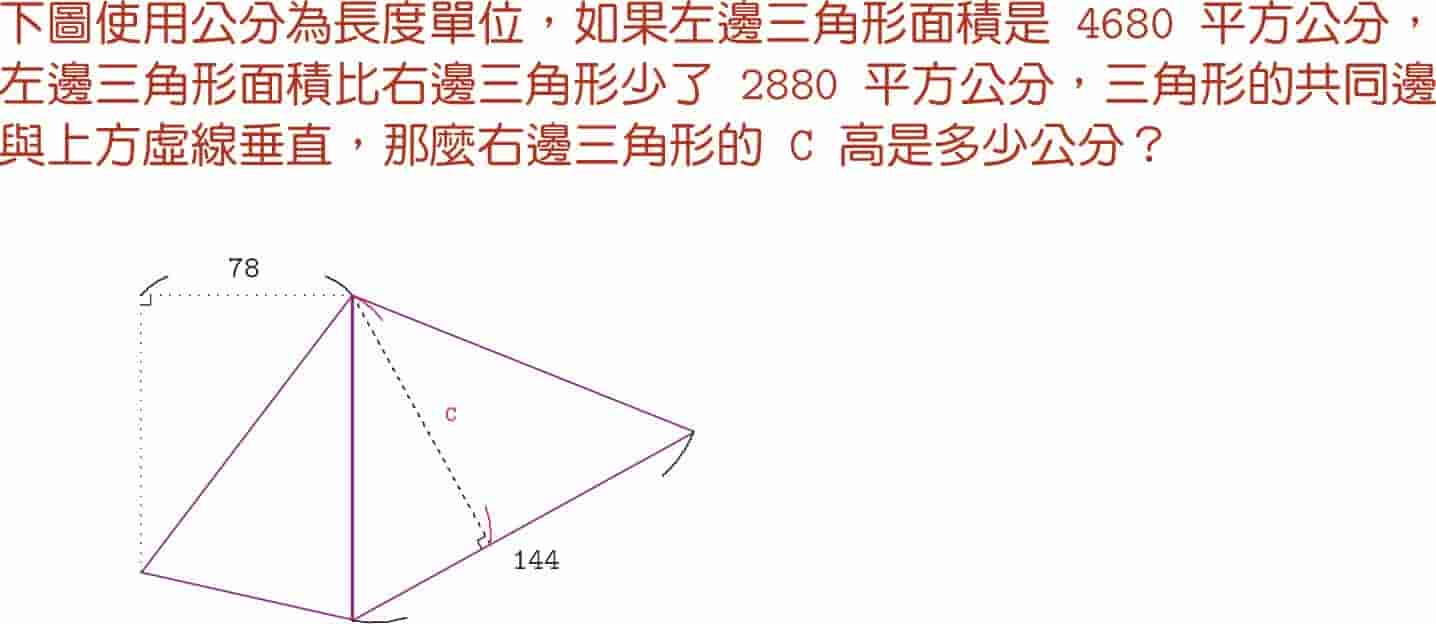 下圖使用公分為長度單位，如果左邊三角形面積是 4680 平方公分，
左邊三角形面積比右邊三角形少了 2880 平方公分，三角形的共同邊
與上方虛線垂直，那麼右邊三角形的 C 高是多少公分？
78
C
144